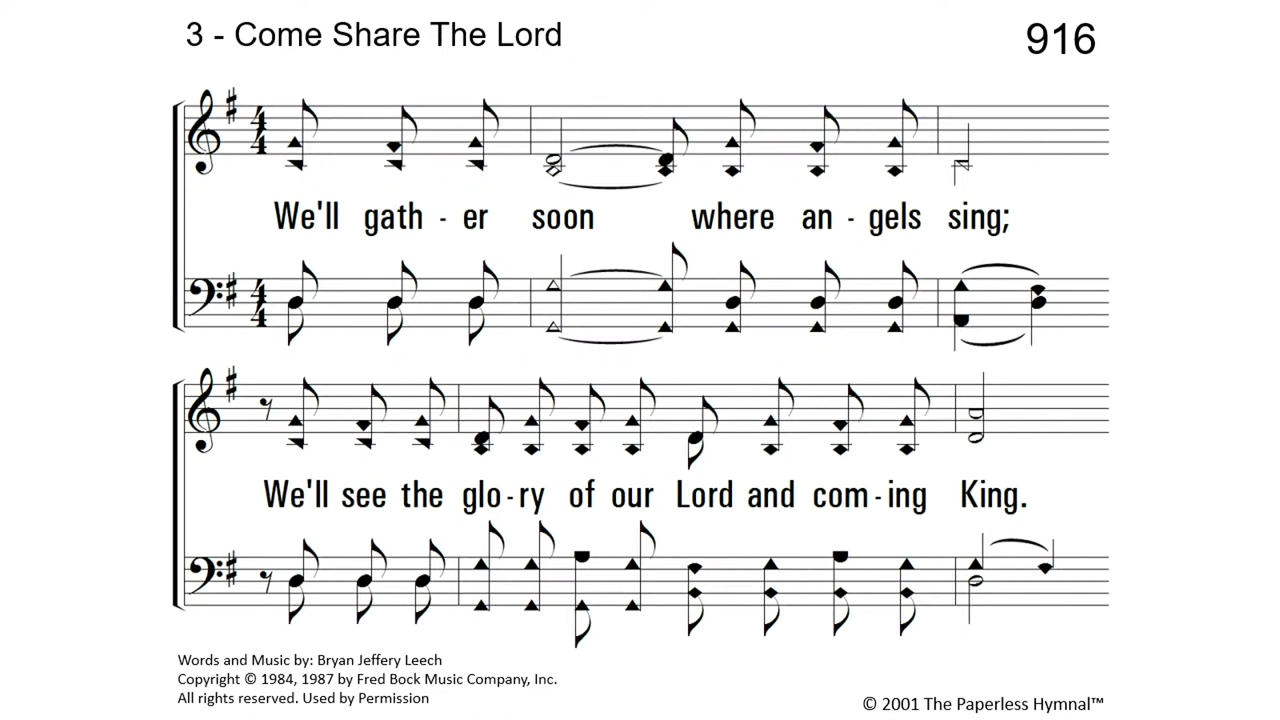 3 - Come Share The Lord
916
We'll gath - er soon where an - gels sing;
We'll see the glo - ry of our Lord and com - ing King.
Words and Music by: Bryan Jeffery Leech
Copyright © 1984, 1987 by Fred Bock Music Company, Inc.
All rights reserved. Used by Permission
© 2001 The Paperless Hymnal™